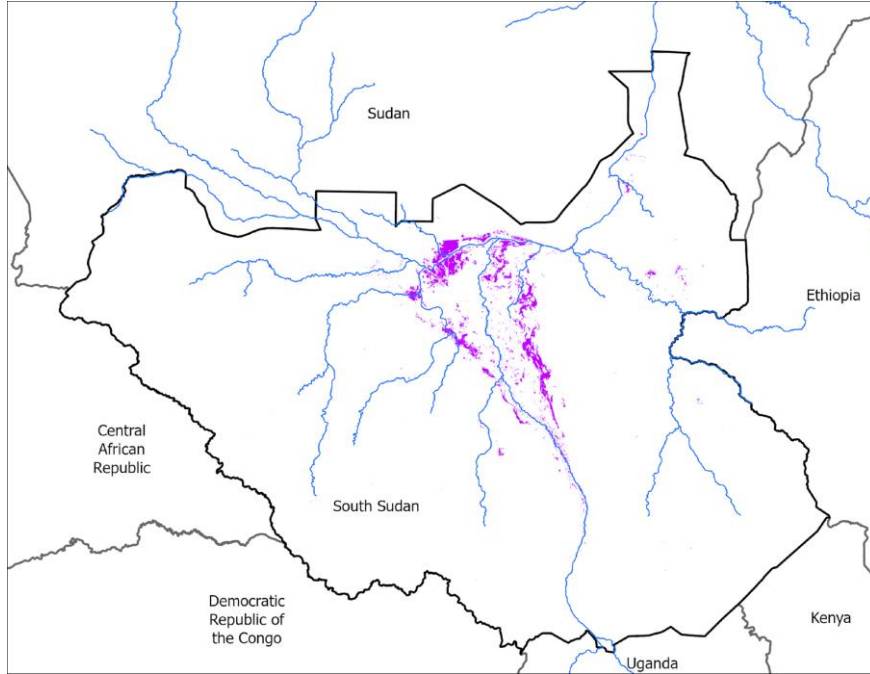 Sudan
Ethiopia
Central
African
Republic
South Sudan
Democratic
Republic of
the Congo
Kenya
Uganda